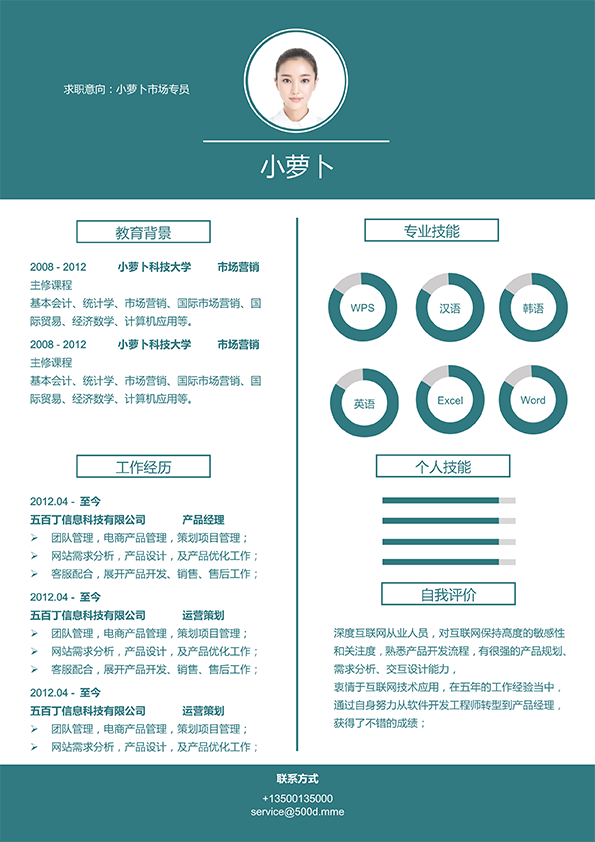 求职意向：小萝卜市场专员
小萝卜
教育背景
2008 - 2012 小萝卜科技大学 市场营销
主修课程
基本会计、统计学、市场营销、国际市场营销、国
际贸易、经济数学、计算机应用等。
2008 - 2012 小萝卜科技大学 市场营销
主修课程
基本会计、统计学、市场营销、国际市场营销、国
际贸易、经济数学、计算机应用等。
工作经历
2012.04 - 至今
五百丁信息科技有限公司 产品经理
➢ 团队管理，电商产品管理，策划项目管理；
➢ 网站需求分析，产品设计，及产品优化工作；
➢ 客服配合，展开产品开发、销售、售后工作；
2012.04 - 至今
五百丁信息科技有限公司 运营策划
➢ 团队管理，电商产品管理，策划项目管理；
➢ 网站需求分析，产品设计，及产品优化工作；
➢ 客服配合，展开产品开发、销售、售后工作；
2012.04 - 至今
五百丁信息科技有限公司 运营策划
➢ 团队管理，电商产品管理，策划项目管理；
➢ 网站需求分析，产品设计，及产品优化工作；
专业技能
WPS 汉语 韩语
英语 Excel Word
个人技能
自我评价
深度互联网从业人员，对互联网保持高度的敏感性
和关注度，熟悉产品开发流程，有很强的产品规划、
需求分析、交互设计能力，
衷情于互联网技术应用，在五年的工作经验当中，
通过自身努力从软件开发工程师转型到产品经理，
获得了不错的成绩；
联系方式
+13500135000
service@500d.mme